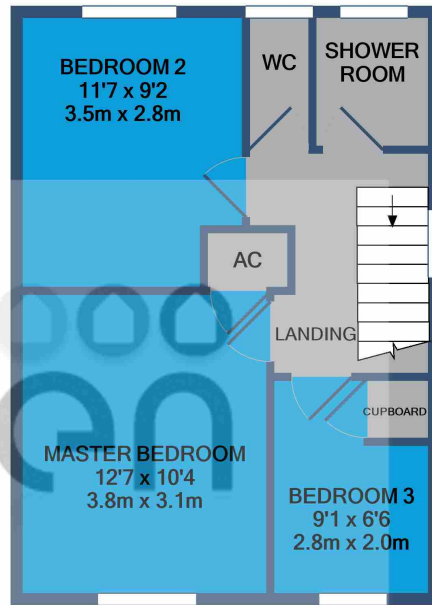 BEDROOM 2
11'7 x 9'2
3.5m x 2.8m
WC
SHOWER
ROOM
AC
LANDING
CUPBOARD
MASTER BEDROOM
12'7 x 10'4
3.8m x 3.1m
BEDROOM 3
9'1 x 6'6
2.8m x 2.0m
en